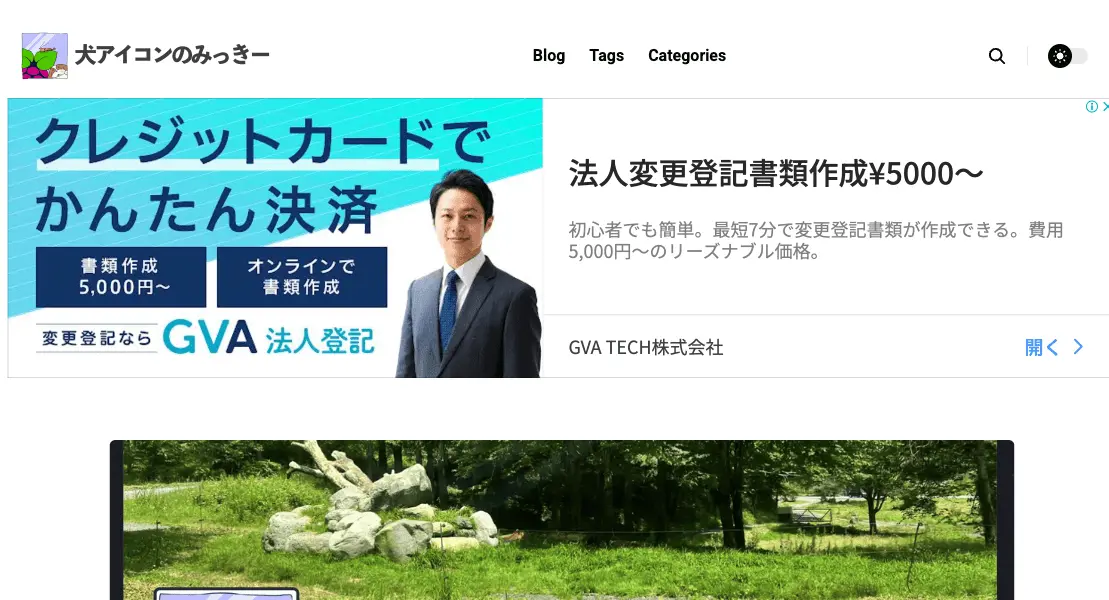 犬アイコンのみっきー
Blog
Tags
Categories
クレジットカードで
かんたん決済
書類作成
5,000円～
オンラインで
書類作成
変更登記なら GVA 法人登記
法人変更登記書類作成¥5000～
初心者でも簡単。最短7分で変更登記書類が作成できる。費用
5,000円～のリーズナブル価格。
GVA TECH株式会社
開く